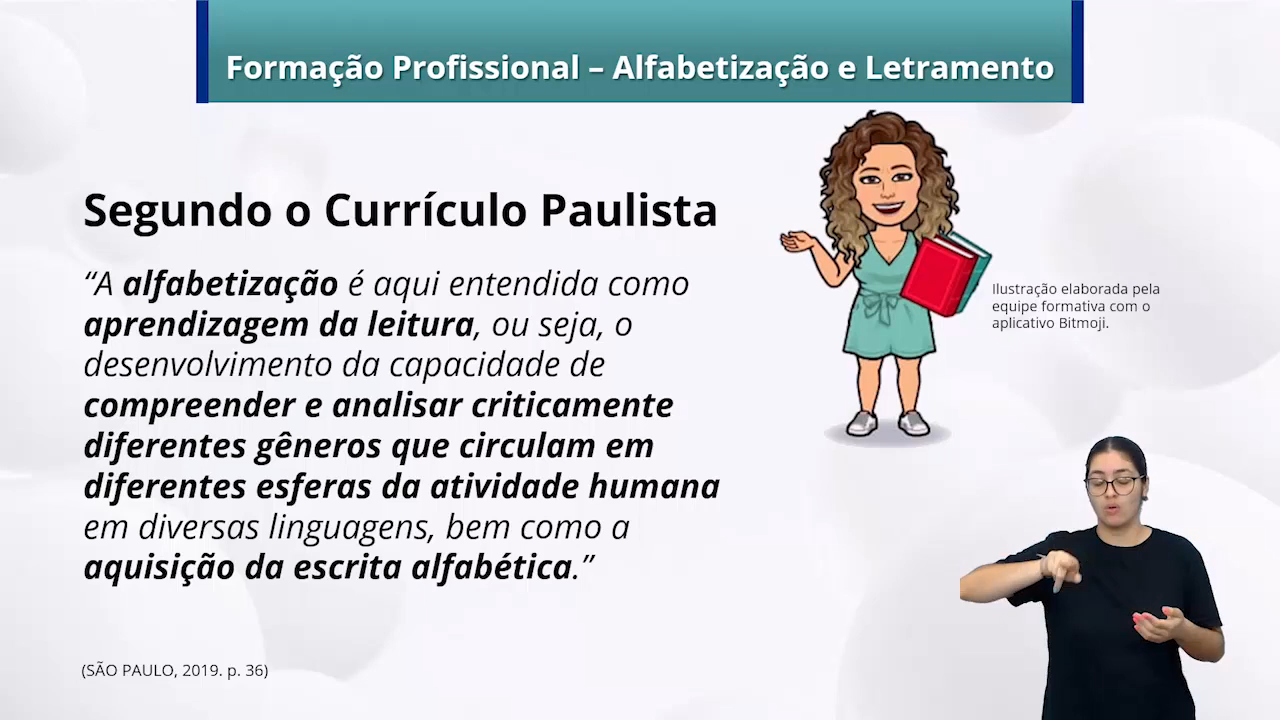 Formação Profissional – Alfabetização e Letramento
Segundo o Currículo Paulista
“A alfabetização é aqui entendida como
aprendizagem da leitura, ou seja, o
desenvolvimento da capacidade de
compreender e analisar criticamente
diferentes gêneros que circulam em
diferentes esferas da atividade humana
em diversas linguagens, bem como a
aquisição da escrita alfabética.”
Ilustração elaborada pela
equipe formativa com o
aplicativo Bitmoji.
(SÃO PAULO, 2019. p. 36)